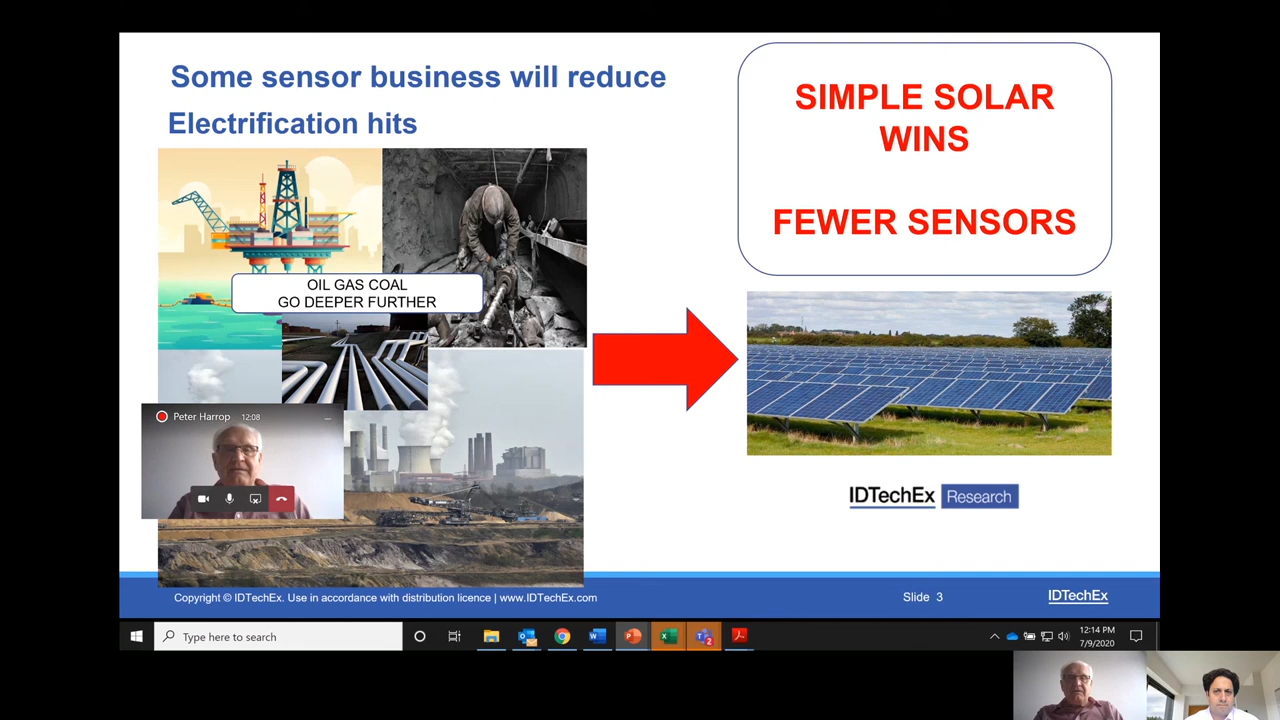 Some sensor business will reduce
Electrification hits
SIMPLE SOLAR
WINS
FEWER SENSORS
OIL GAS COAL
GO DEEPER FURTHER
Peter Harrop 12:08
IDTechEx Research
Copyright © IDTechEx. Use in accordance with distribution licence | www.IDTechEx.com
Slide 3
IDTechEx
Type here to search
2
12:14 PM
7/9/2020